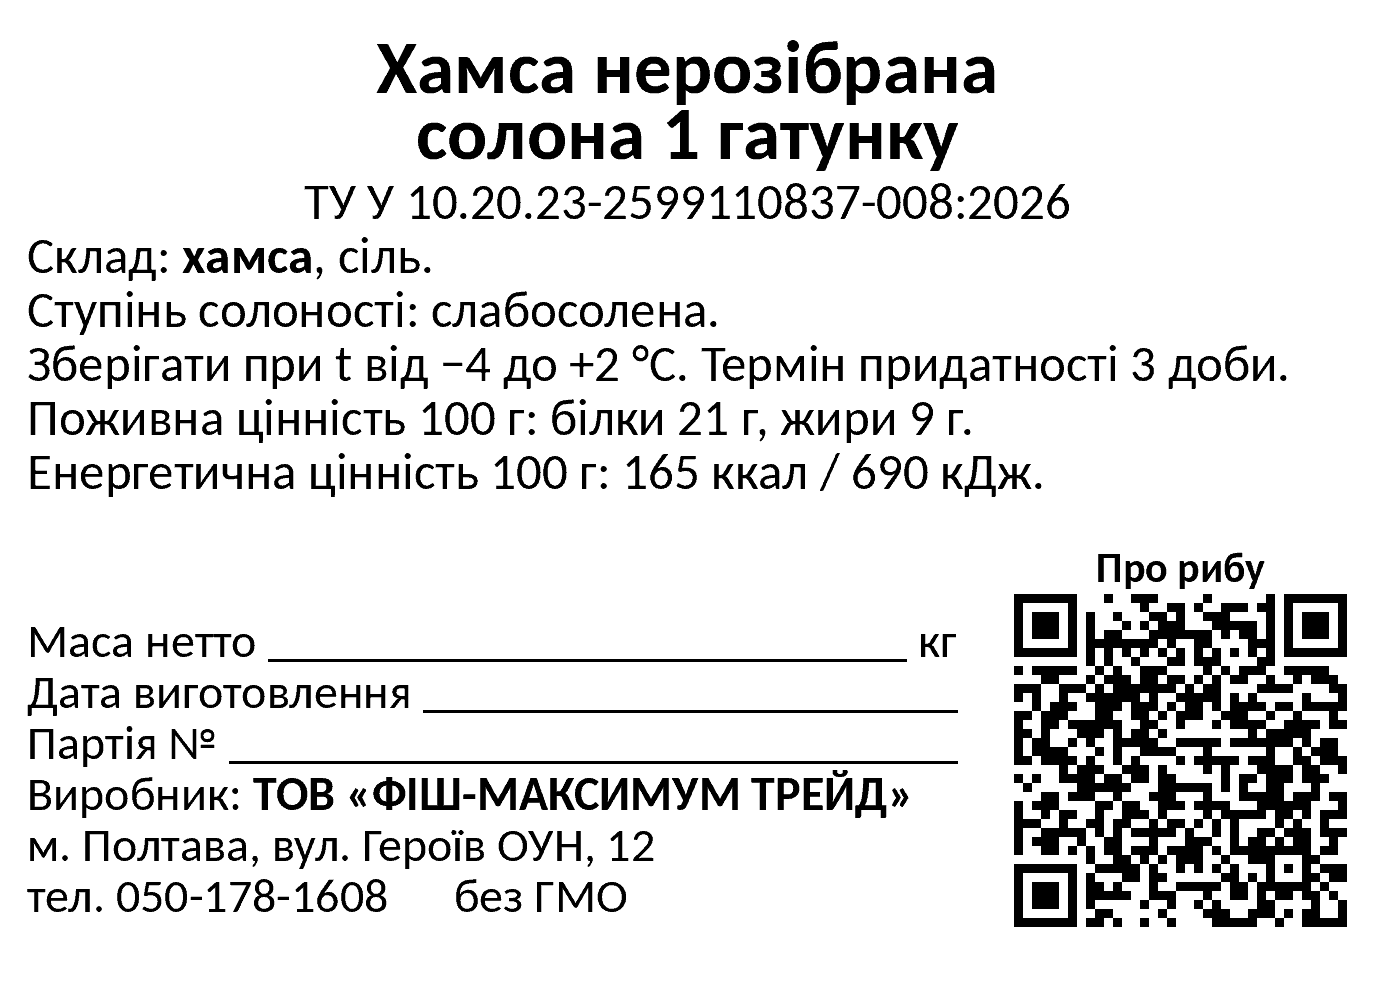 Хамса нерозібрана
солона 1 гатунку
ТУ У 10.20.23-2599110837-008:2026
Склад: хамса, сіль.
Ступінь солоності: слабосолена.
Зберігати при t від −4 до +2 °С. Термін придатності 3 доби.
Поживна цінність 100 г: білки 21 г, жири 9 г.
Енергетична цінність 100 г: 165 ккал / 690 кДж.
Про рибу
Маса нетто ______ кг
Дата виготовлення ______
Партія № ______
Виробник: ТОВ «ФІШ-МАКСИМУМ ТРЕЙД»
м. Полтава, вул. Героїв ОУН, 12
тел. 050-178-1608 без ГМО